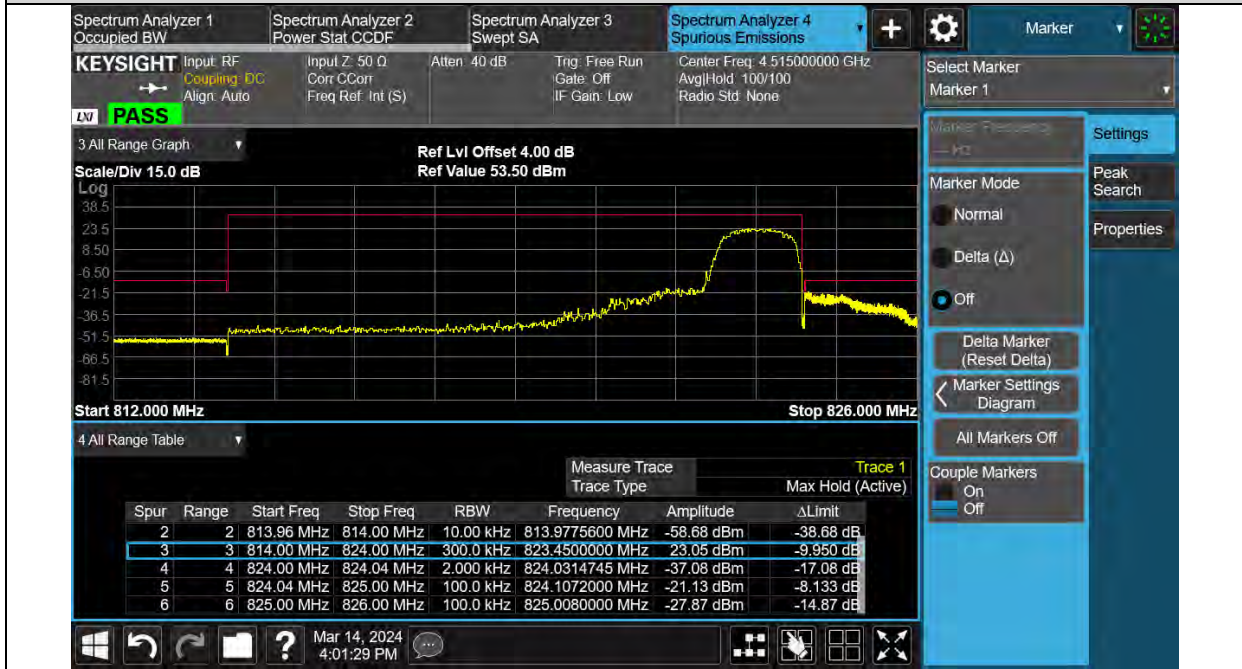 Spectrum Analyzer 1
Occupied BW
Spectrum Analyzer 2
Power Stat CCDF
Spectrum Analyzer 3
Swept SA
Spectrum Analyzer 4
Spurious Emissions
+
Marker
KEYSIGHT
Input: RF
Coupling: DC
Align: Auto
Input Z: 50 Ω
Corr CCorr
Freq Ref: Int (S)
Atten: 40 dB
Trig: Free Run
Gate: Off
IF Gain: Low
Center Freq: 4.515000000 GHz
Avg|Hold: 100/100
Radio Std: None
LXI PASS
Select Marker
Marker 1
3 All Range Graph
Scale/Div 15.0 dB
Ref Lvl Offset 4.00 dB
Ref Value 53.50 dBm
Log
38.5
23.5
8.50
-6.50
-21.5
-36.5
-51.5
-66.5
-81.5
Start 812.000 MHz
Stop 826.000 MHz
Marker Frequency
--- Hz
Marker Mode
Normal
Delta (Δ)
Off
Delta Marker
(Reset Delta)
Marker Settings
Diagram
All Markers Off
Couple Markers
On
Off
Settings
Peak
Search
Properties
4 All Range Table
Measure Trace Trace 1
Trace Type Max Hold (Active)
Spur Range Start Freq Stop Freq RBW Frequency Amplitude ΔLimit
2 2 813.96 MHz 814.00 MHz 10.00 kHz 813.9775600 MHz -58.68 dBm -38.68 dB
3 3 814.00 MHz 824.00 MHz 300.0 kHz 823.4500000 MHz 23.05 dBm -9.950 dB
4 4 824.00 MHz 824.04 MHz 2.000 kHz 824.0314745 MHz -37.08 dBm -17.08 dB
5 5 824.04 MHz 825.00 MHz 100.0 kHz 824.1072000 MHz -21.13 dBm -8.133 dB
6 6 825.00 MHz 826.00 MHz 100.0 kHz 825.0080000 MHz -27.87 dBm -14.87 dB
?
Mar 14, 2024
4:01:29 PM